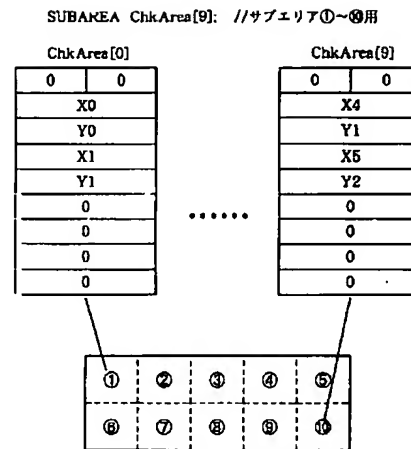 SUBAREA ChkArea[9]: //サブエリア①～⑩用
ChkArea[0]
0 0
X0
Y0
X1
Y1
0
0
0
0
......
ChkArea[9]
0 0
X4
Y1
X5
Y2
0
0
0
0
① ② ③ ④ ⑤
⑥ ⑦ ⑧ ⑨ ⑩